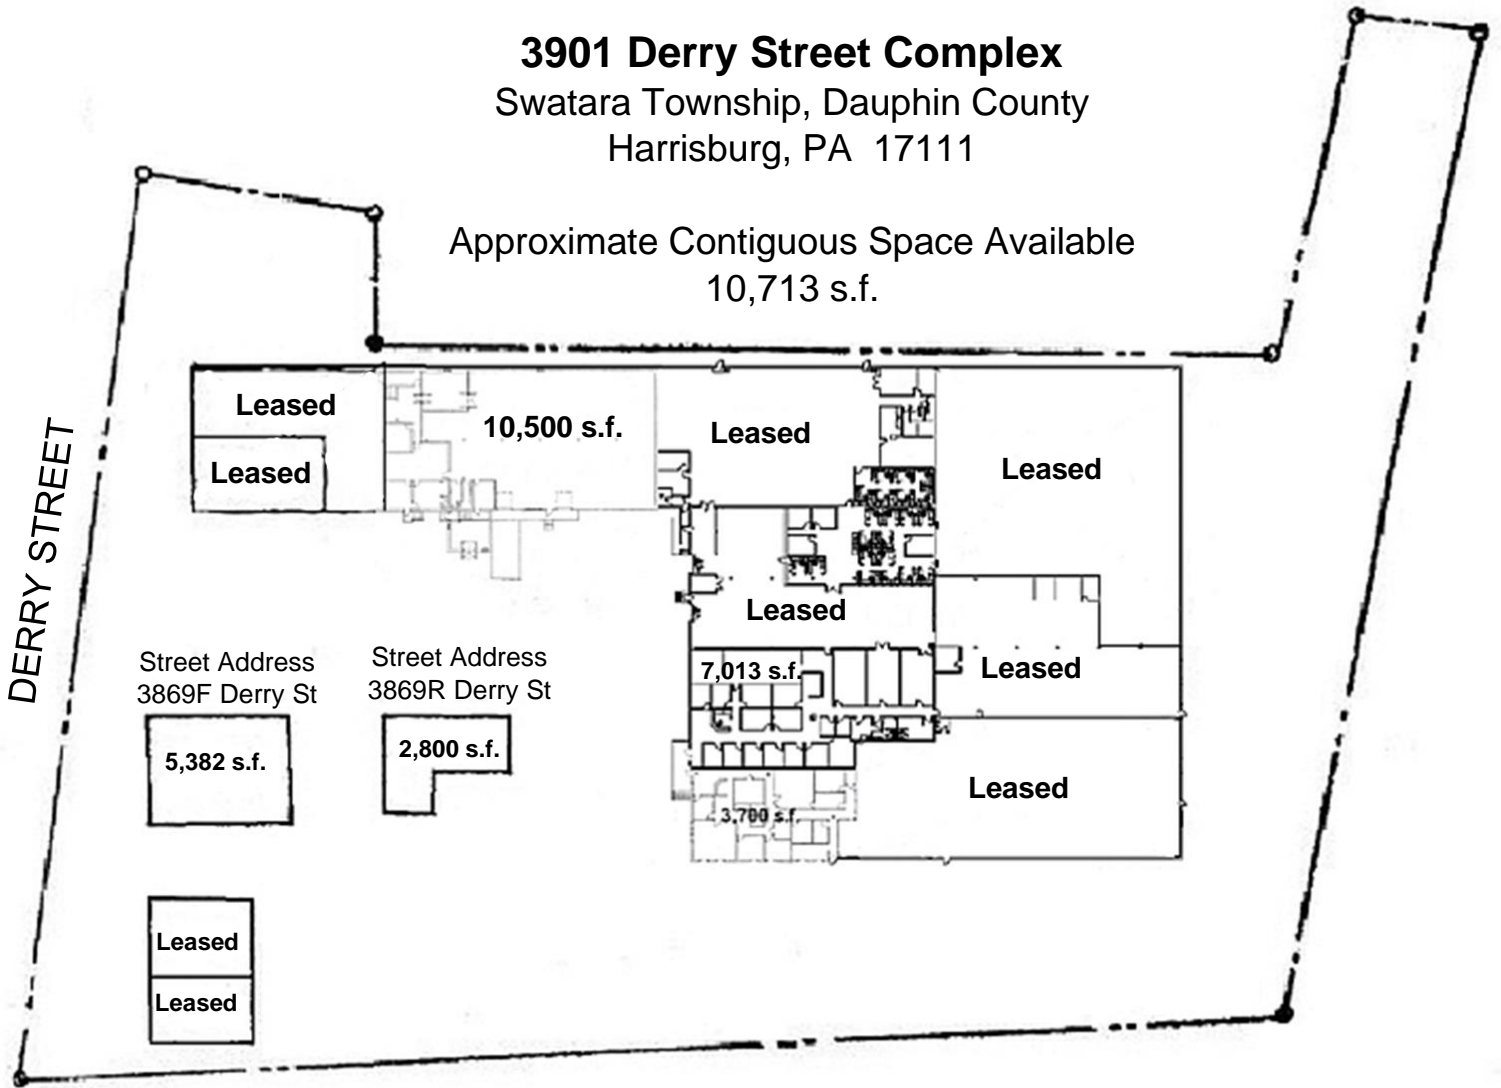 3901 Derry Street Complex
Swatara Township, Dauphin County
Harrisburg, PA 17111
Approximate Contiguous Space Available
10,713 s.f.
Leased
10,500 s.f.
Leased
Leased
Leased
Leased
DERRY STREET
Street Address
3869F Derry St
Street Address
3869R Derry St
7,013 s.f.
Leased
5,382 s.f.
2,800 s.f.
Leased
3,700 s.f.
Leased
Leased